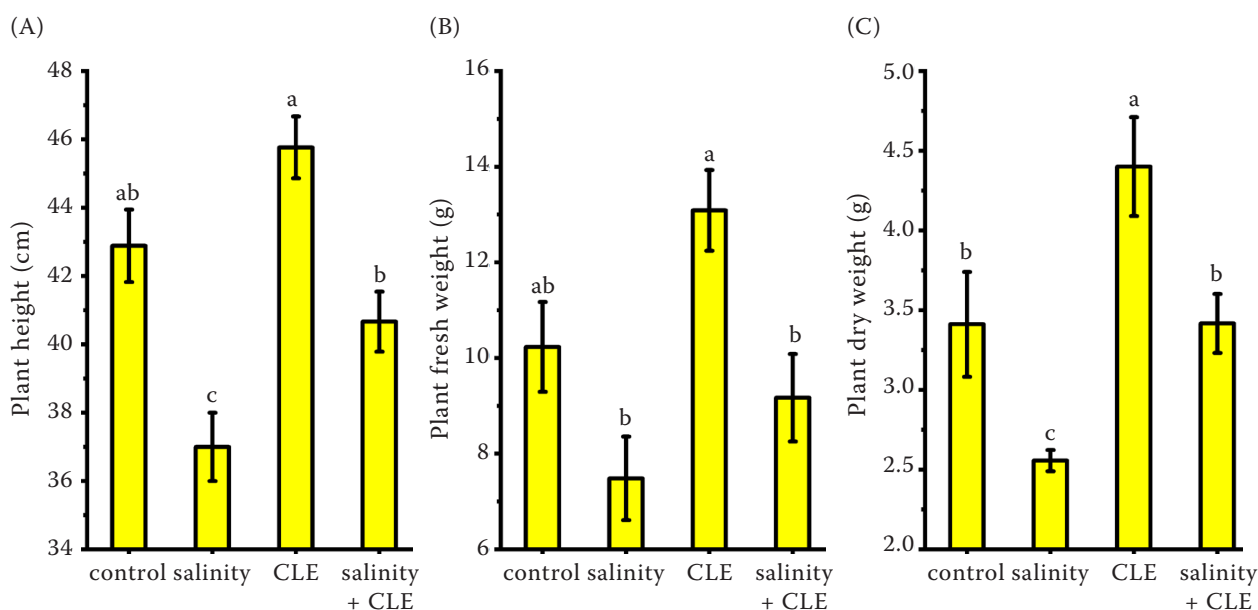 (A)
Plant height (cm)
48
46
44
42
40
38
36
34
ab
c
a
b
control salinity CLE salinity
+ CLE
(B)
Plant fresh weight (g)
16
14
12
10
8
6
ab
b
a
b
control salinity CLE salinity
+ CLE
(C)
Plant dry weight (g)
5.0
4.5
4.0
3.5
3.0
2.5
2.0
b
c
a
b
control salinity CLE salinity
+ CLE